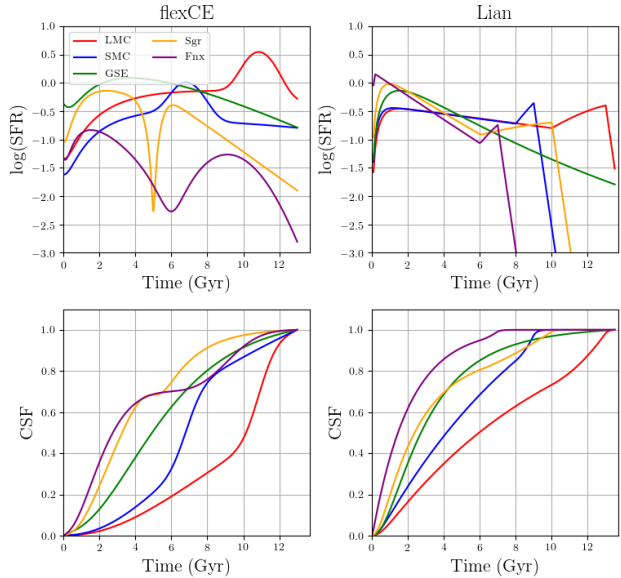 flexCE
Lian
LMC
SMC
GSE
Sgr
Fnx
log(SFR)
1.0
0.5
0.0
−0.5
−1.0
−1.5
−2.0
−2.5
−3.0
0 2 4 6 8 10 12
Time (Gyr)
log(SFR)
1.0
0.5
0.0
−0.5
−1.0
−1.5
−2.0
−2.5
−3.0
0 2 4 6 8 10 12
Time (Gyr)
CSF
1.0
0.8
0.6
0.4
0.2
0.0
0 2 4 6 8 10 12
Time (Gyr)
CSF
1.0
0.8
0.6
0.4
0.2
0.0
0 2 4 6 8 10 12
Time (Gyr)